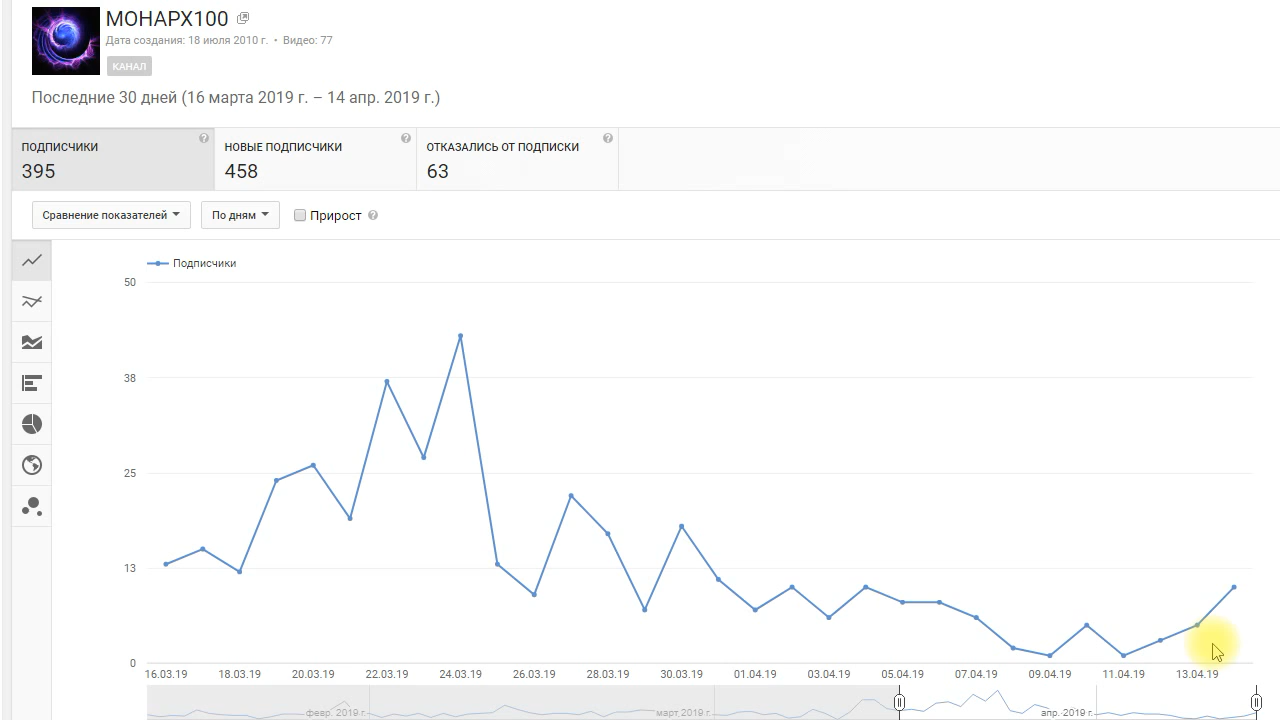 МОНАРХ100
Дата создания: 18 июля 2010 г. • Видео: 77
КАНАЛ
Последние 30 дней (16 марта 2019 г. – 14 апр. 2019 г.)
ПОДПИСЧИКИ
395
НОВЫЕ ПОДПИСЧИКИ
458
ОТКАЗАЛИСЬ ОТ ПОДПИСКИ
63
Сравнение показателей
По дням
Прирост
Подписчики
50
38
25
13
0
16.03.19 18.03.19 20.03.19 22.03.19 24.03.19 26.03.19 28.03.19 30.03.19 01.04.19 03.04.19 05.04.19 07.04.19 09.04.19 11.04.19 13.04.19
февр. 2019 г. март 2019 г. апр. 2019 г.